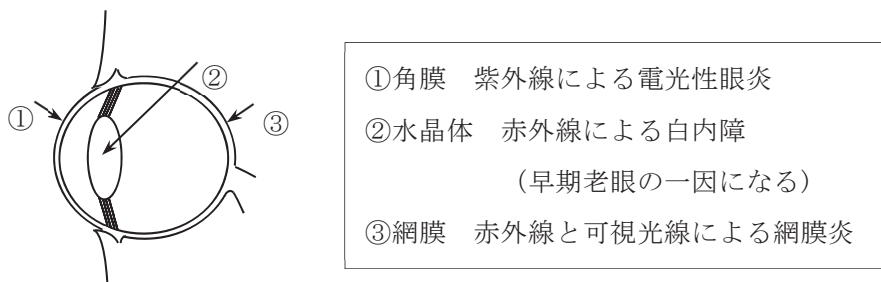 ①
②
③
①角膜 紫外線による電光性眼炎
②水晶体 赤外線による白内障
（早期老眼の一因になる）
③網膜 赤外線と可視光線による網膜炎